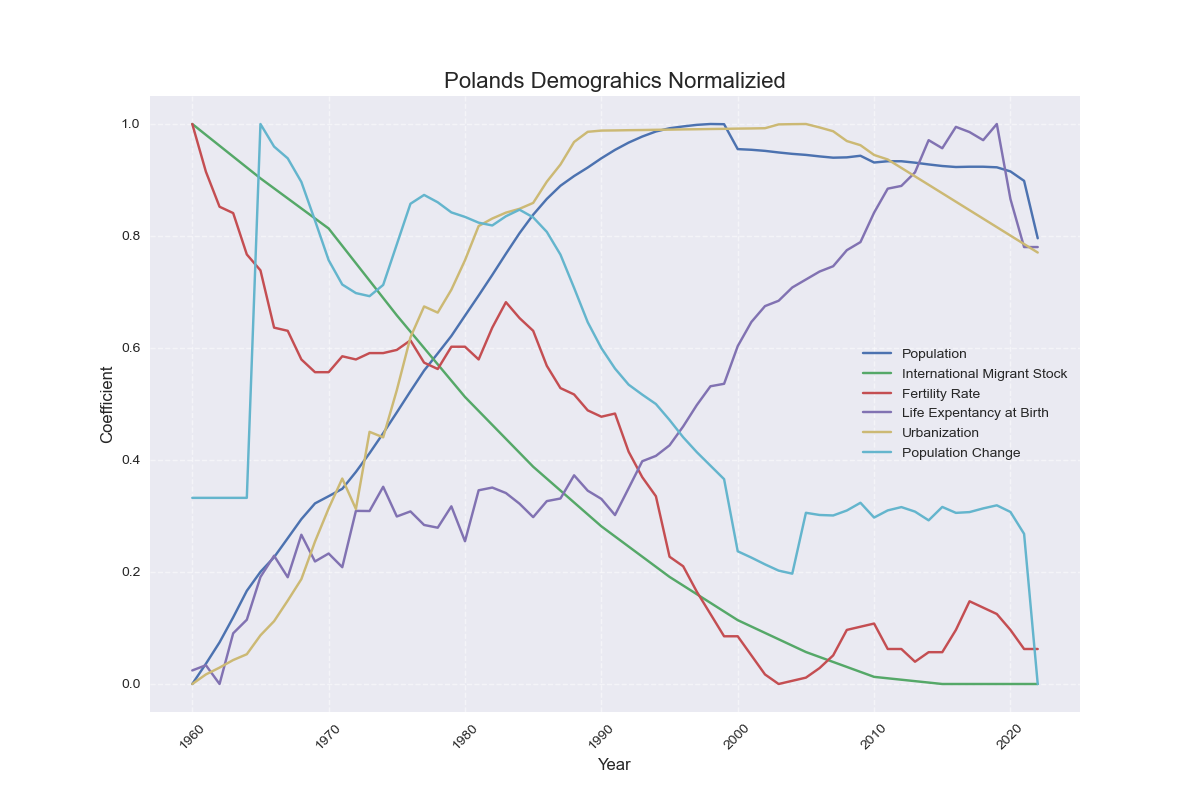 Polands Demograhics Normalizied
1.0
0.8
0.6
0.4
0.2
0.0
Coefficient
Population
International Migrant Stock
Fertility Rate
Life Expentancy at Birth
Urbanization
Population Change
1960
1970
1980
1990
2000
2010
2020
Year